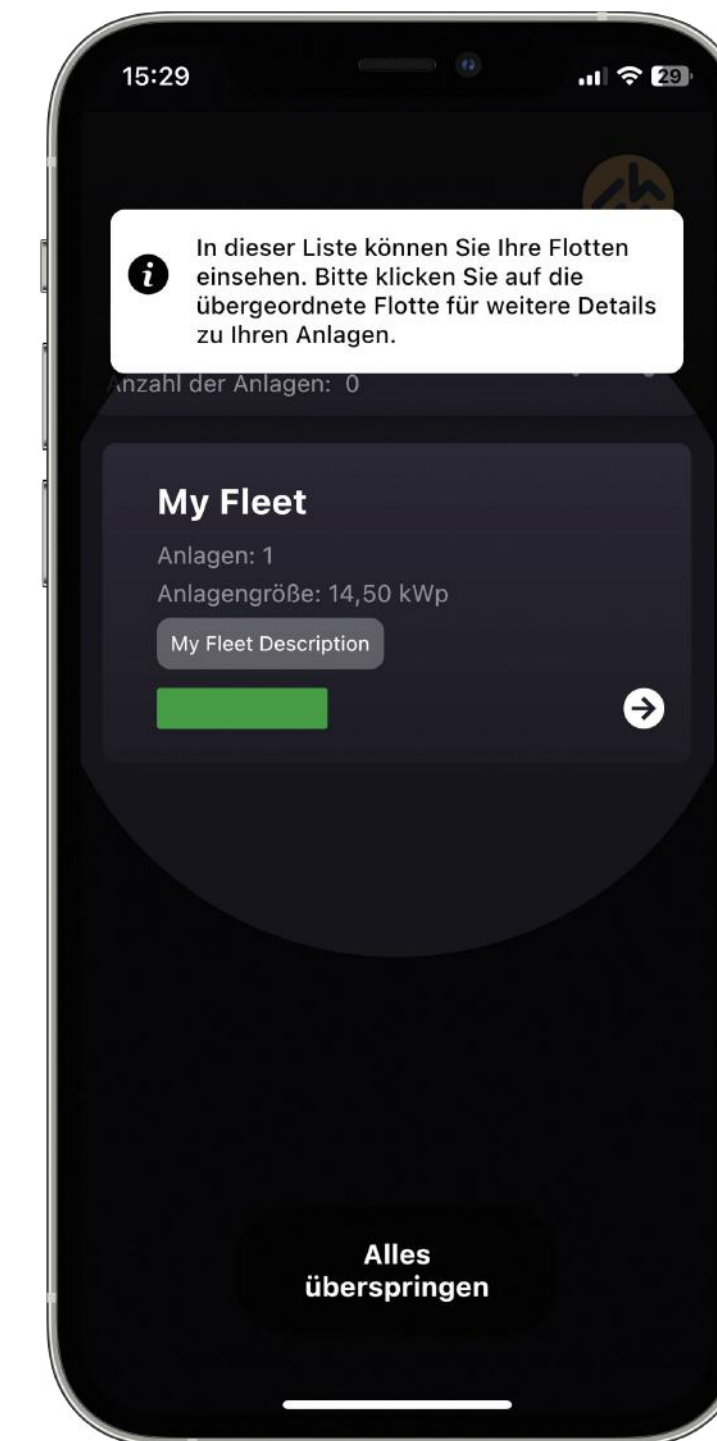 15:29
29
In dieser Liste können Sie Ihre Flotten
einsehen. Bitte klicken Sie auf die
übergeordnete Flotte für weitere Details
zu Ihren Anlagen.
Anzahl der Anlagen: 0
My Fleet
Anlagen: 1
Anlagengröße: 14,50 kWp
My Fleet Description
Alles
überspringen